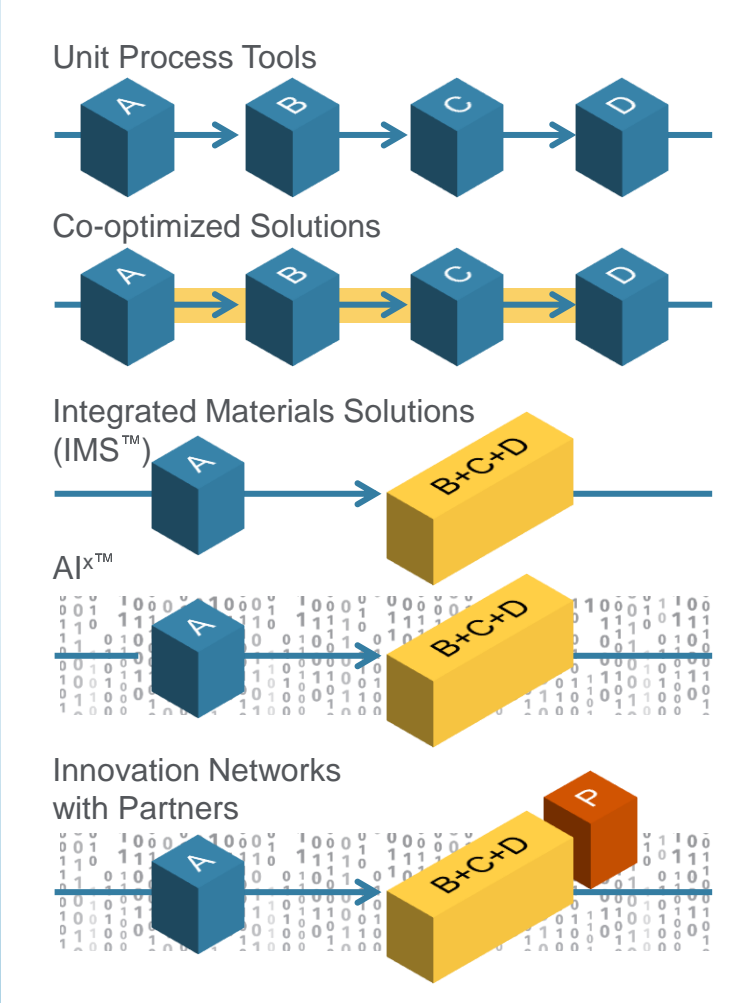 Unit Process Tools
A B C D
Co-optimized Solutions
A B C D
Integrated Materials Solutions
(IMS™)
A B+C+D
AIx™
A B+C+D
Innovation Networks
with Partners
A B+C+D P